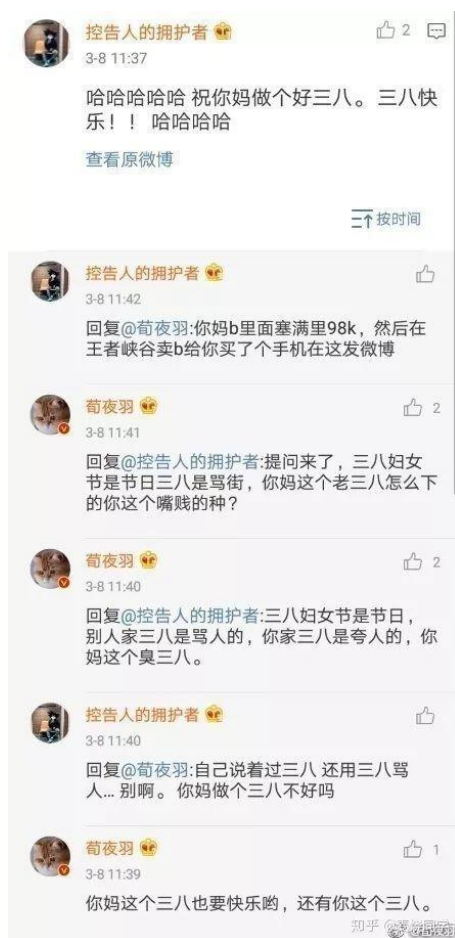 控告人的拥护者
2
3-8 11:37
哈哈哈哈哈 祝你妈做个好三八。三八快
乐！！ 哈哈哈哈
查看原微博
按时间
控告人的拥护者
3-8 11:42
回复@荀夜羽:你妈b里面塞满里98k，然后在
王者峡谷卖b给你买了个手机在这发微博
荀夜羽
2
3-8 11:41
回复@控告人的拥护者:提问来了，三八妇女
节是节日三八是骂街，你妈这个老三八怎么下
的你这个嘴贱的种？
荀夜羽
2
3-8 11:40
回复@控告人的拥护者:三八妇女节是节日，
别人家三八是骂人的，你家三八是夸人的，你
妈这个臭三八。
控告人的拥护者
3-8 11:40
回复@荀夜羽:自己说着过三八 还用三八骂
人... 别啊。你妈做个三八不好吗
荀夜羽
1
3-8 11:39
你妈这个三八也要快乐哟，还有你这个三八。
知乎